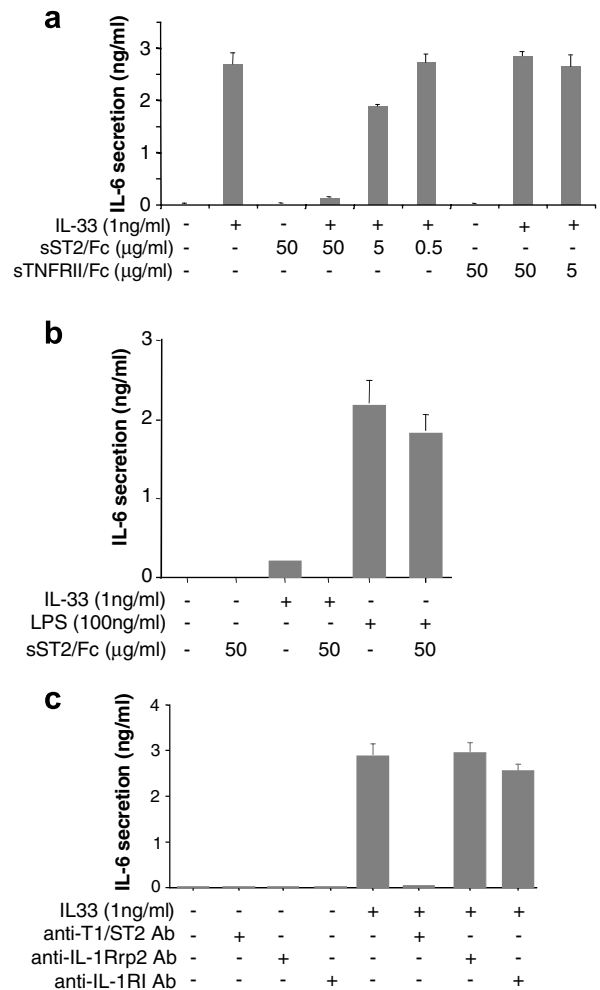 a
IL-6 secretion (ng/ml)
3
2
1
0
IL-33 (1ng/ml) - + - + + + - + +
sST2/Fc (μg/ml) - - 50 50 5 0.5 - - -
sTNFRII/Fc (μg/ml) - - - - - - 50 50 5
b
IL-6 secretion (ng/ml)
3
2
1
0
IL-33 (1ng/ml) - - + + - -
LPS (100ng/ml) - - - - + +
sST2/Fc (μg/ml) - 50 - 50 - 50
c
IL-6 secretion (ng/ml)
4
3
2
1
0
IL33 (1ng/ml) - - - - + + + +
anti-T1/ST2 Ab - + - - - + - -
anti-IL-1Rrp2 Ab - - + - - - + -
anti-IL-1RI Ab - - - + - - - +